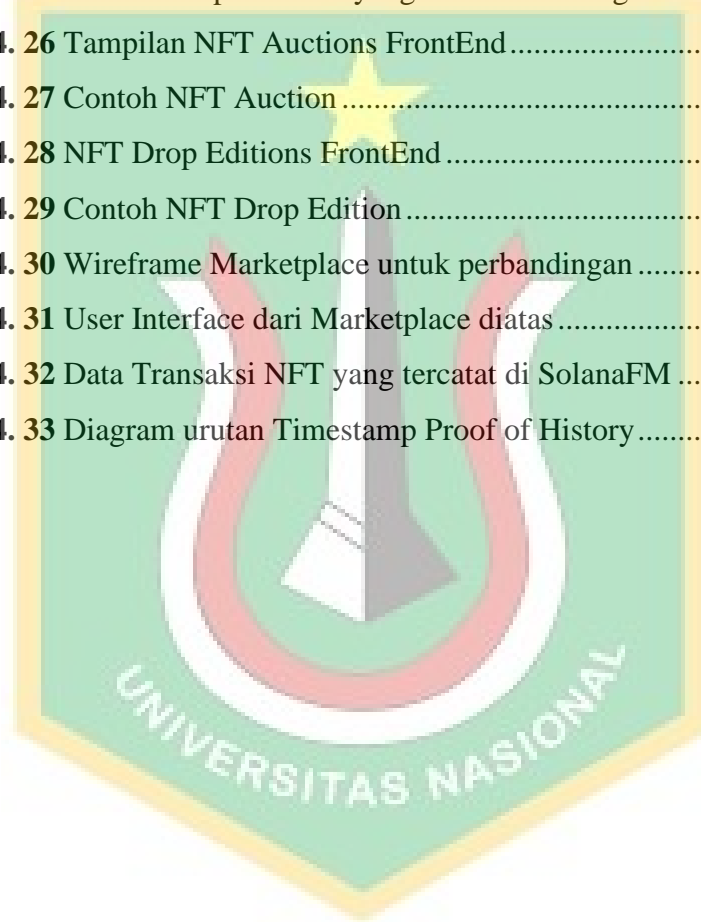 yang
4. 26 Tampilan NFT Auctions FrontEnd........................
4. 27 Contoh NFT Auction ........................................
4. 28 NFT Drop Editions FrontEnd.............................
4. 29 Contoh NFT Drop Edition.................................
4. 30 Wireframe Marketplace untuk perbandingan ........
4. 31 User Interface dari Marketplace diatas..................
4. 32 Data Transaksi NFT yang tercatat di SolanaFM ...
4. 33 Diagram urutan Timestamp Proof of History........
UNIVERSITAS NASIONAL